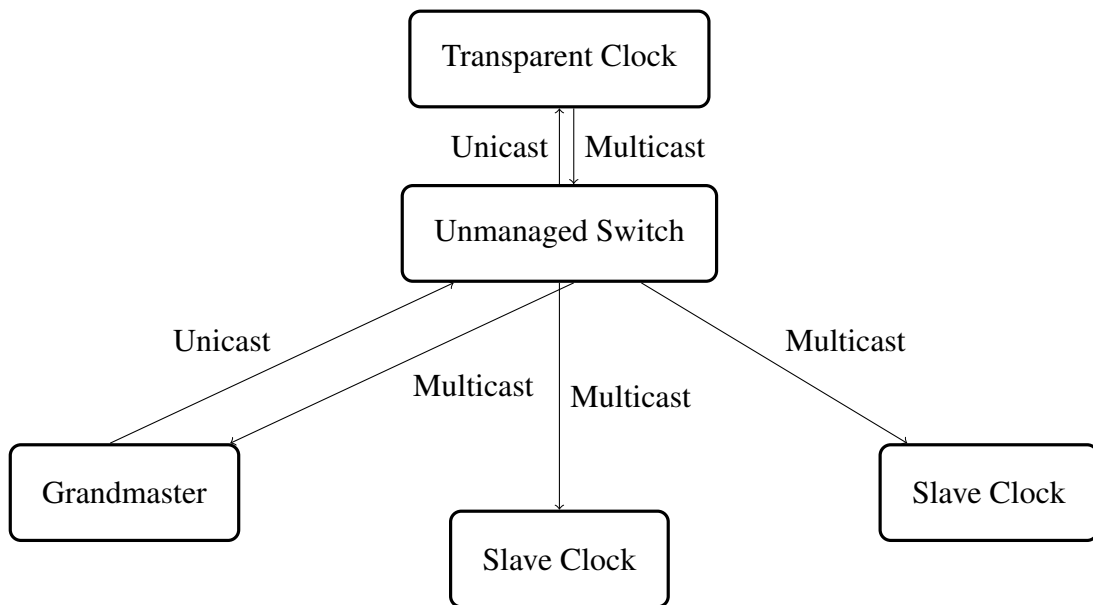 Transparent Clock
Unicast
Multicast
Unmanaged Switch
Unicast
Multicast
Multicast
Multicast
Grandmaster
Slave Clock
Slave Clock